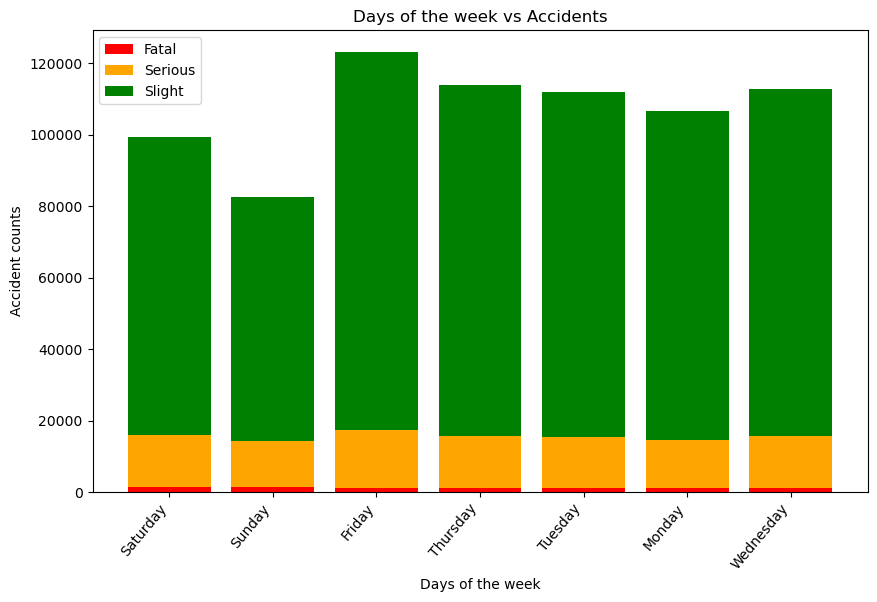 Days of the week vs Accidents
Fatal
Serious
Slight
Accident counts
120000
100000
80000
60000
40000
20000
0
Saturday
Sunday
Friday
Thursday
Tuesday
Monday
Wednesday
Days of the week